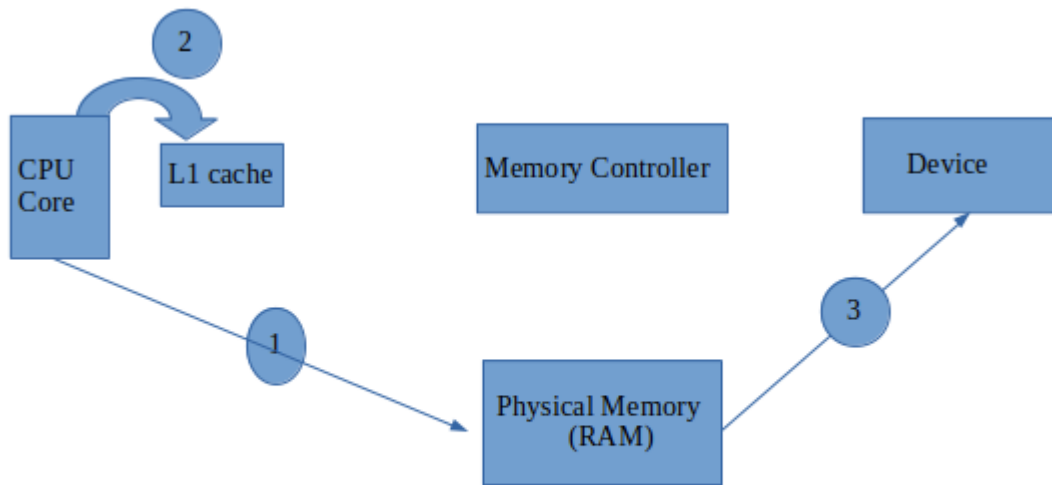 2
CPU
Core
L1 cache
Memory Controller
Device
1
3
Physical Memory
(RAM)